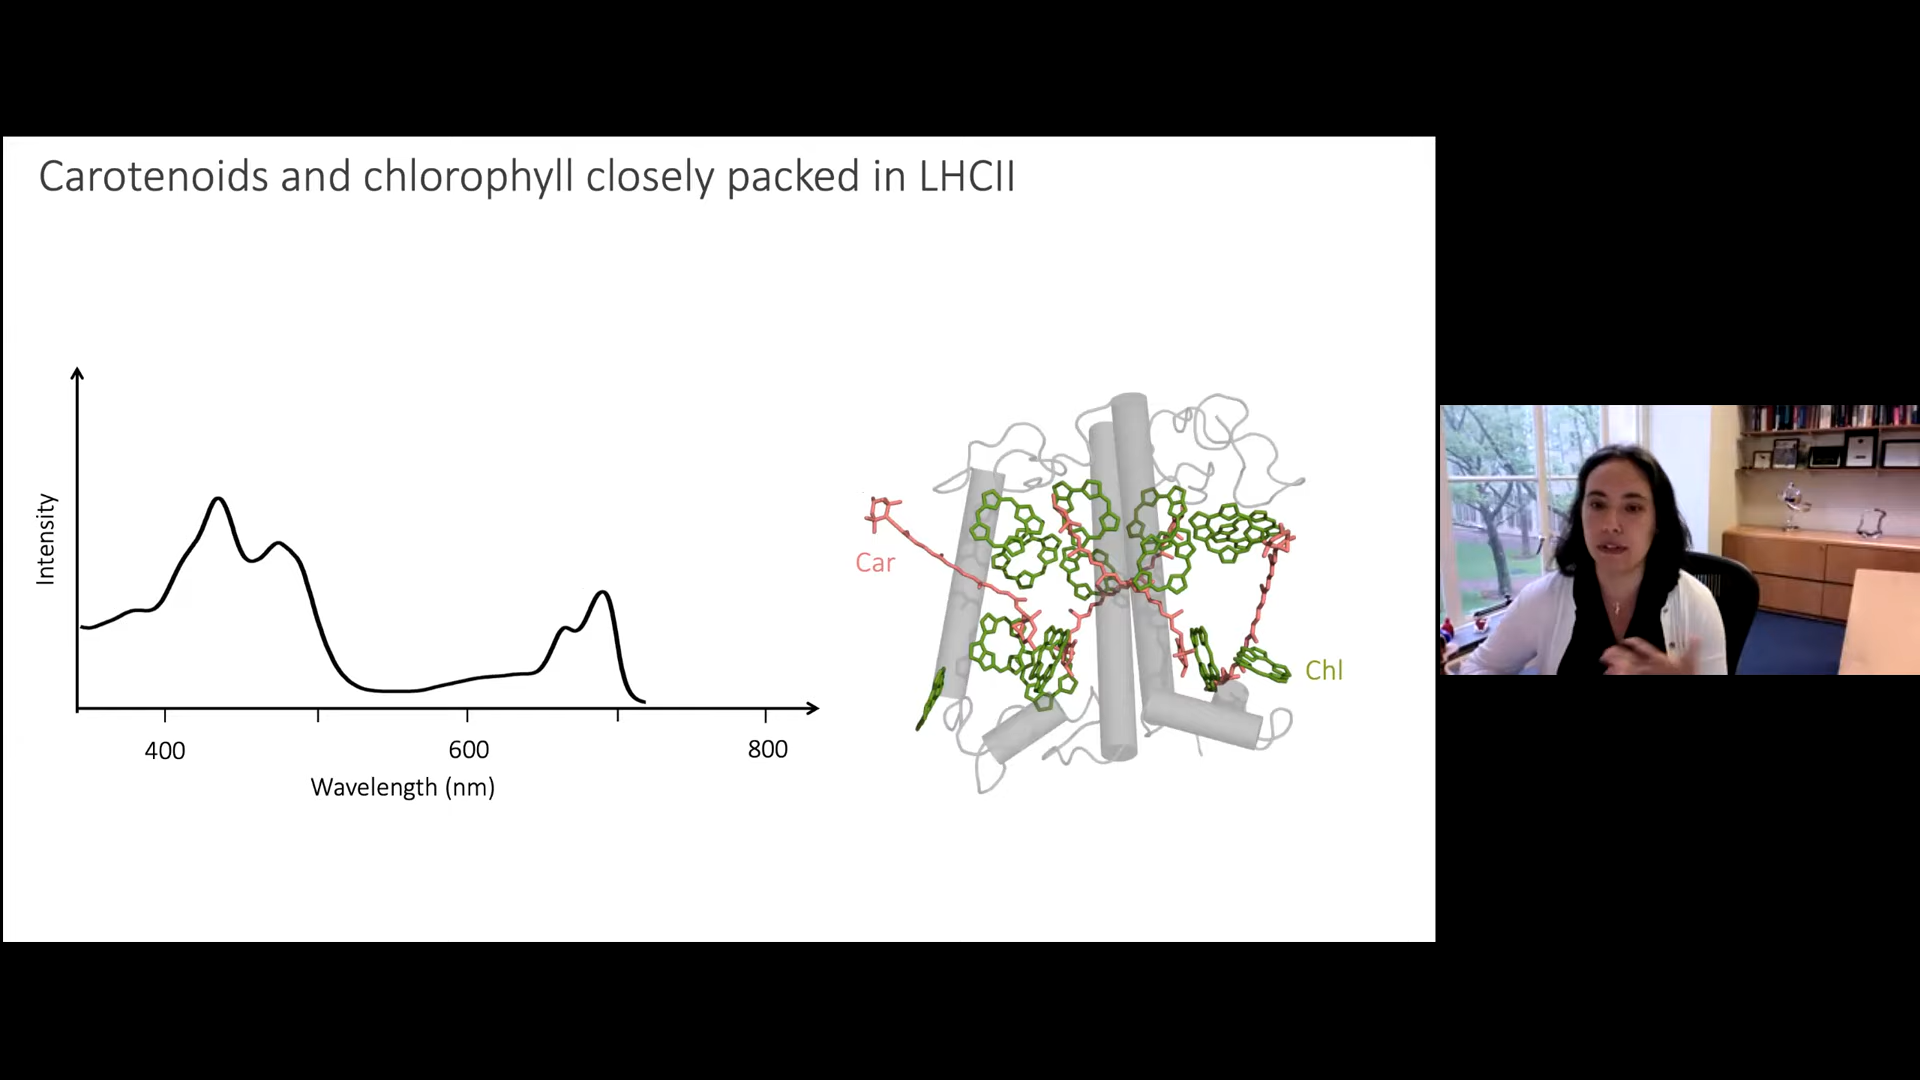 Carotenoids and chlorophyll closely packed in LHCII
Intensity
400
600
800
Wavelength (nm)
Car
Chl